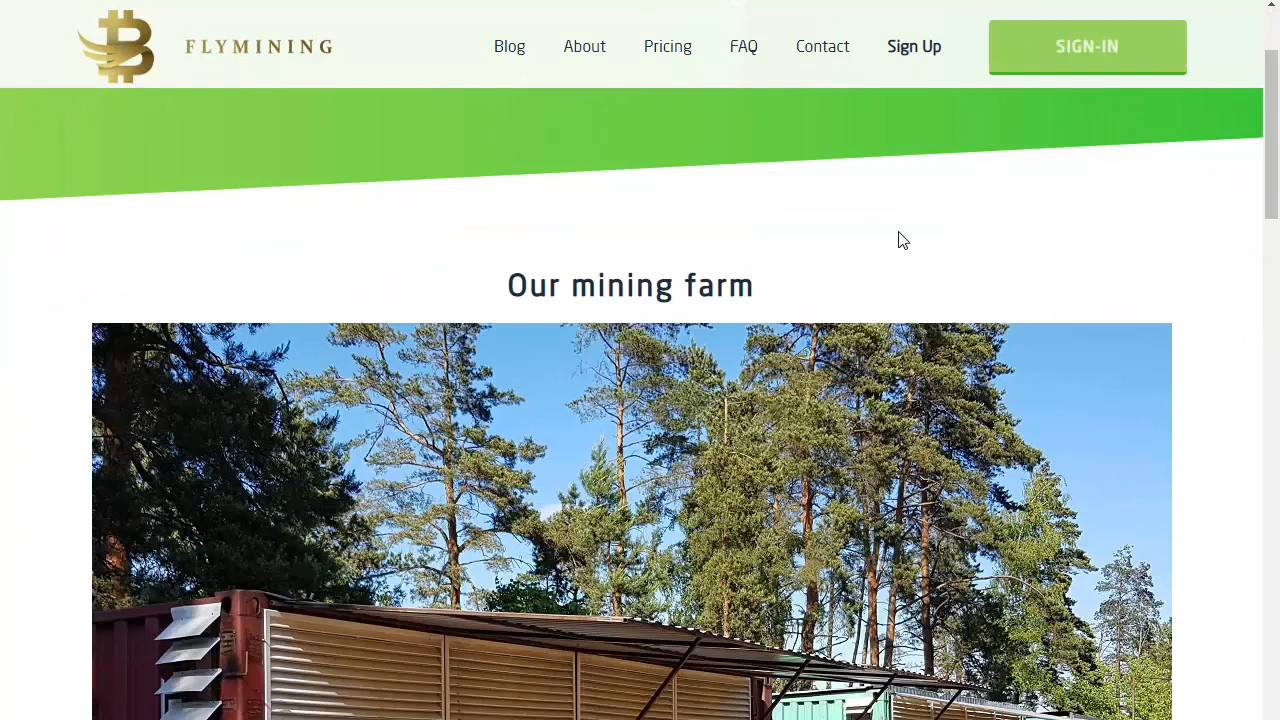 FLYMINING
Blog
About
Pricing
FAQ
Contact
Sign Up
SIGN-IN
Our mining farm